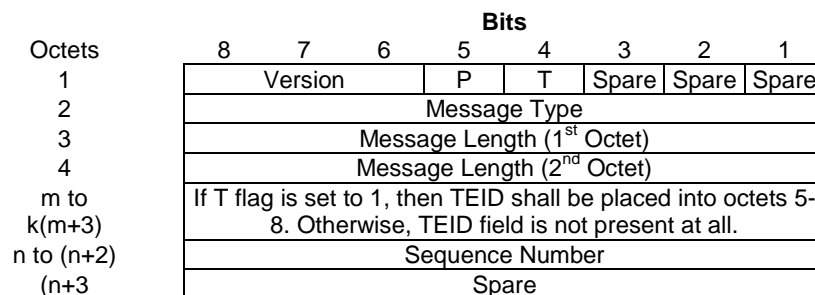 Bits
Octets 8 7 6 5 4 3 2 1
1 Version P T Spare Spare Spare
2 Message Type
3 Message Length (1st Octet)
4 Message Length (2nd Octet)
m to If T flag is set to 1, then TEID shall be placed into octets 5-
k(m+3) 8. Otherwise, TEID field is not present at all.
n to (n+2) Sequence Number
(n+3 Spare